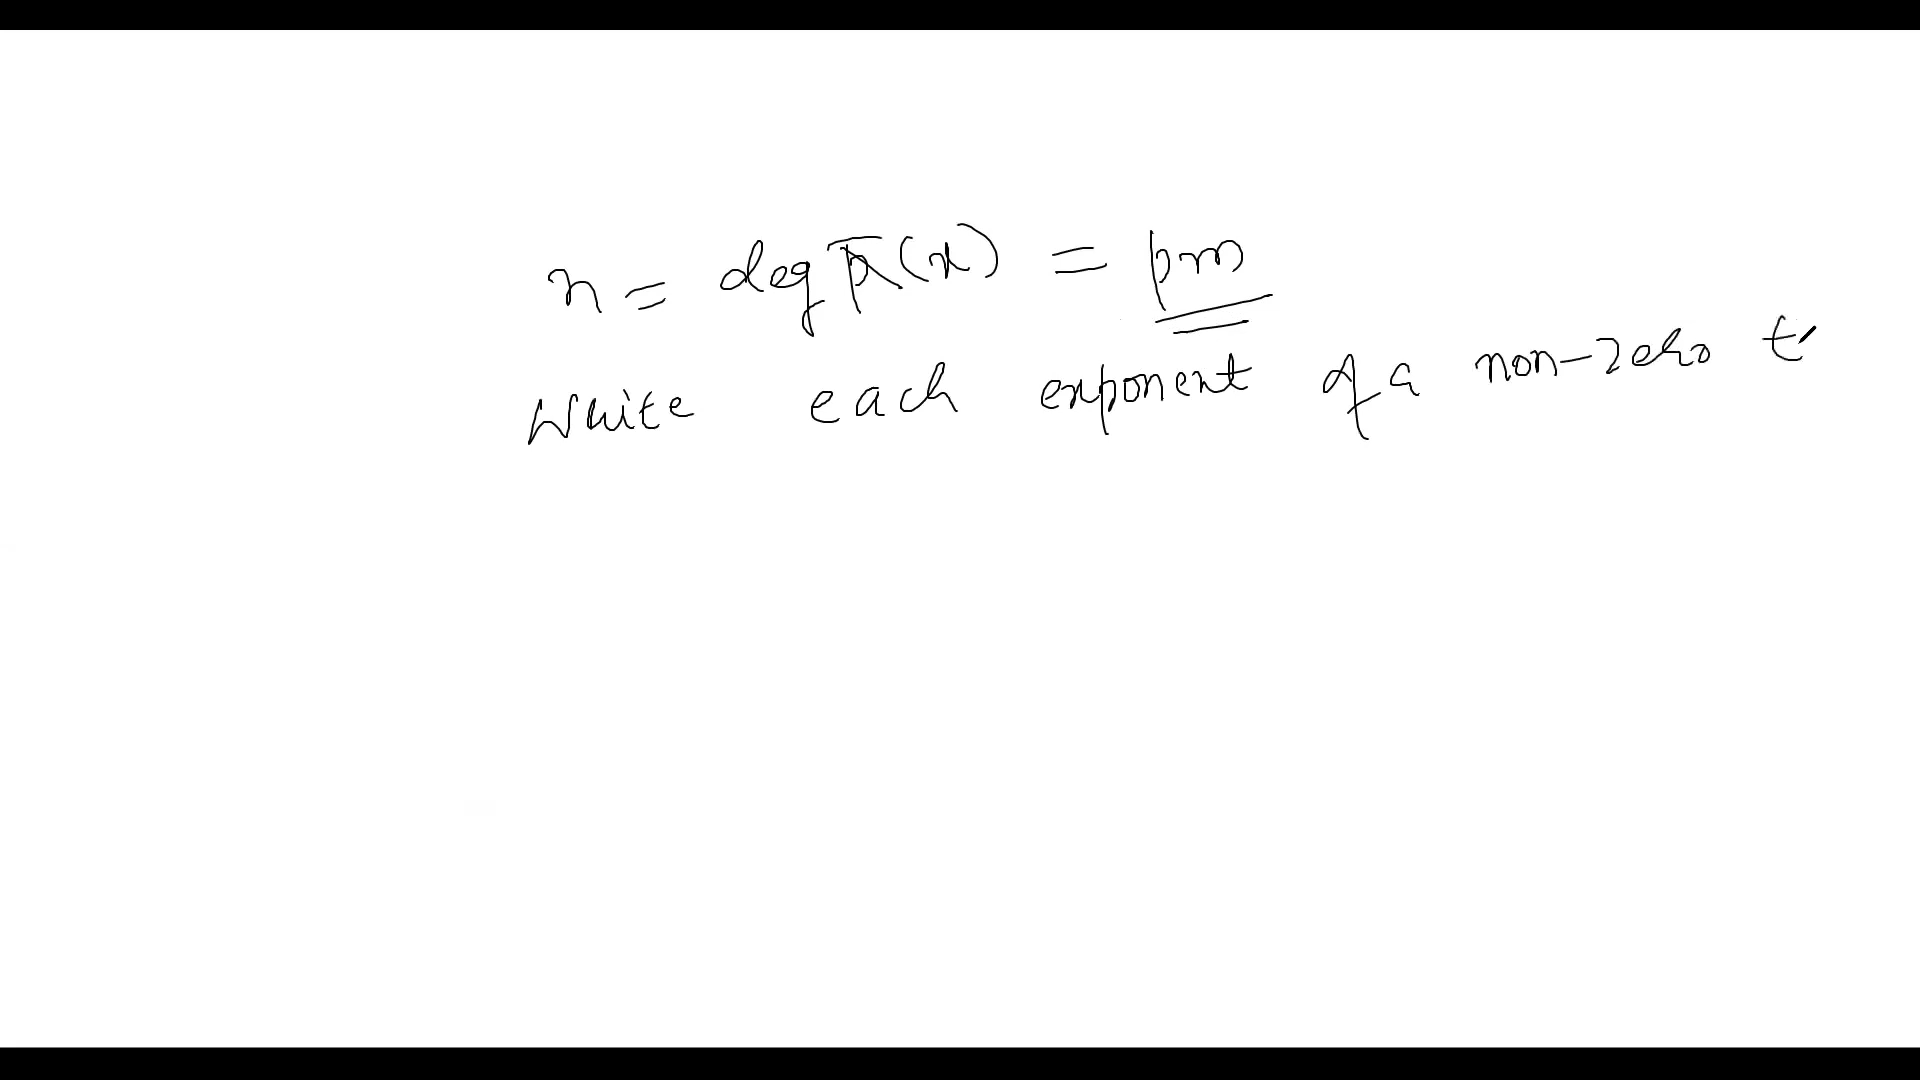 n = deg p̅(x) = pm
Write each exponent of a non-zero t